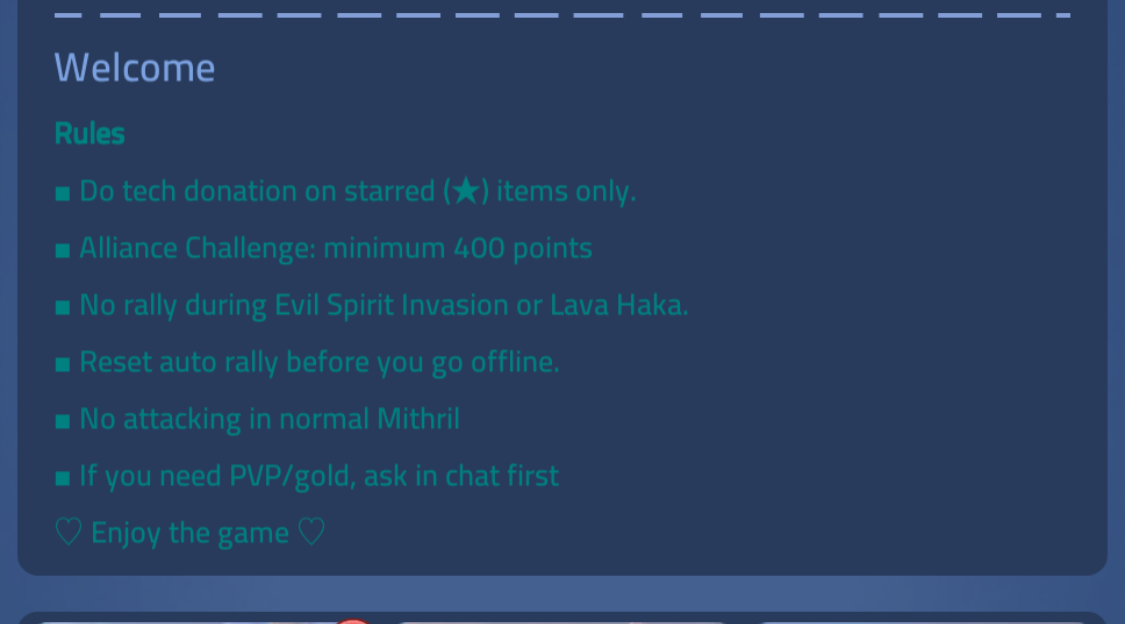 Welcome
Rules
■ Do tech donation on starred (★) items only.
■ Alliance Challenge: minimum 400 points
■ No rally during Evil Spirit Invasion or Lava Haka.
■ Reset auto rally before you go offline.
■ No attacking in normal Mithril
■ If you need PVP/gold, ask in chat first
♡ Enjoy the game ♡